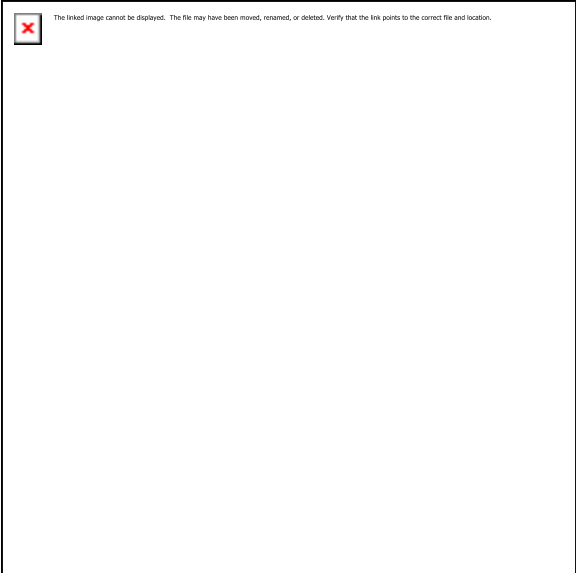 The linked image cannot be displayed.  The file may have been moved, renamed, or deleted. Verify that the link points to the correct file and location.